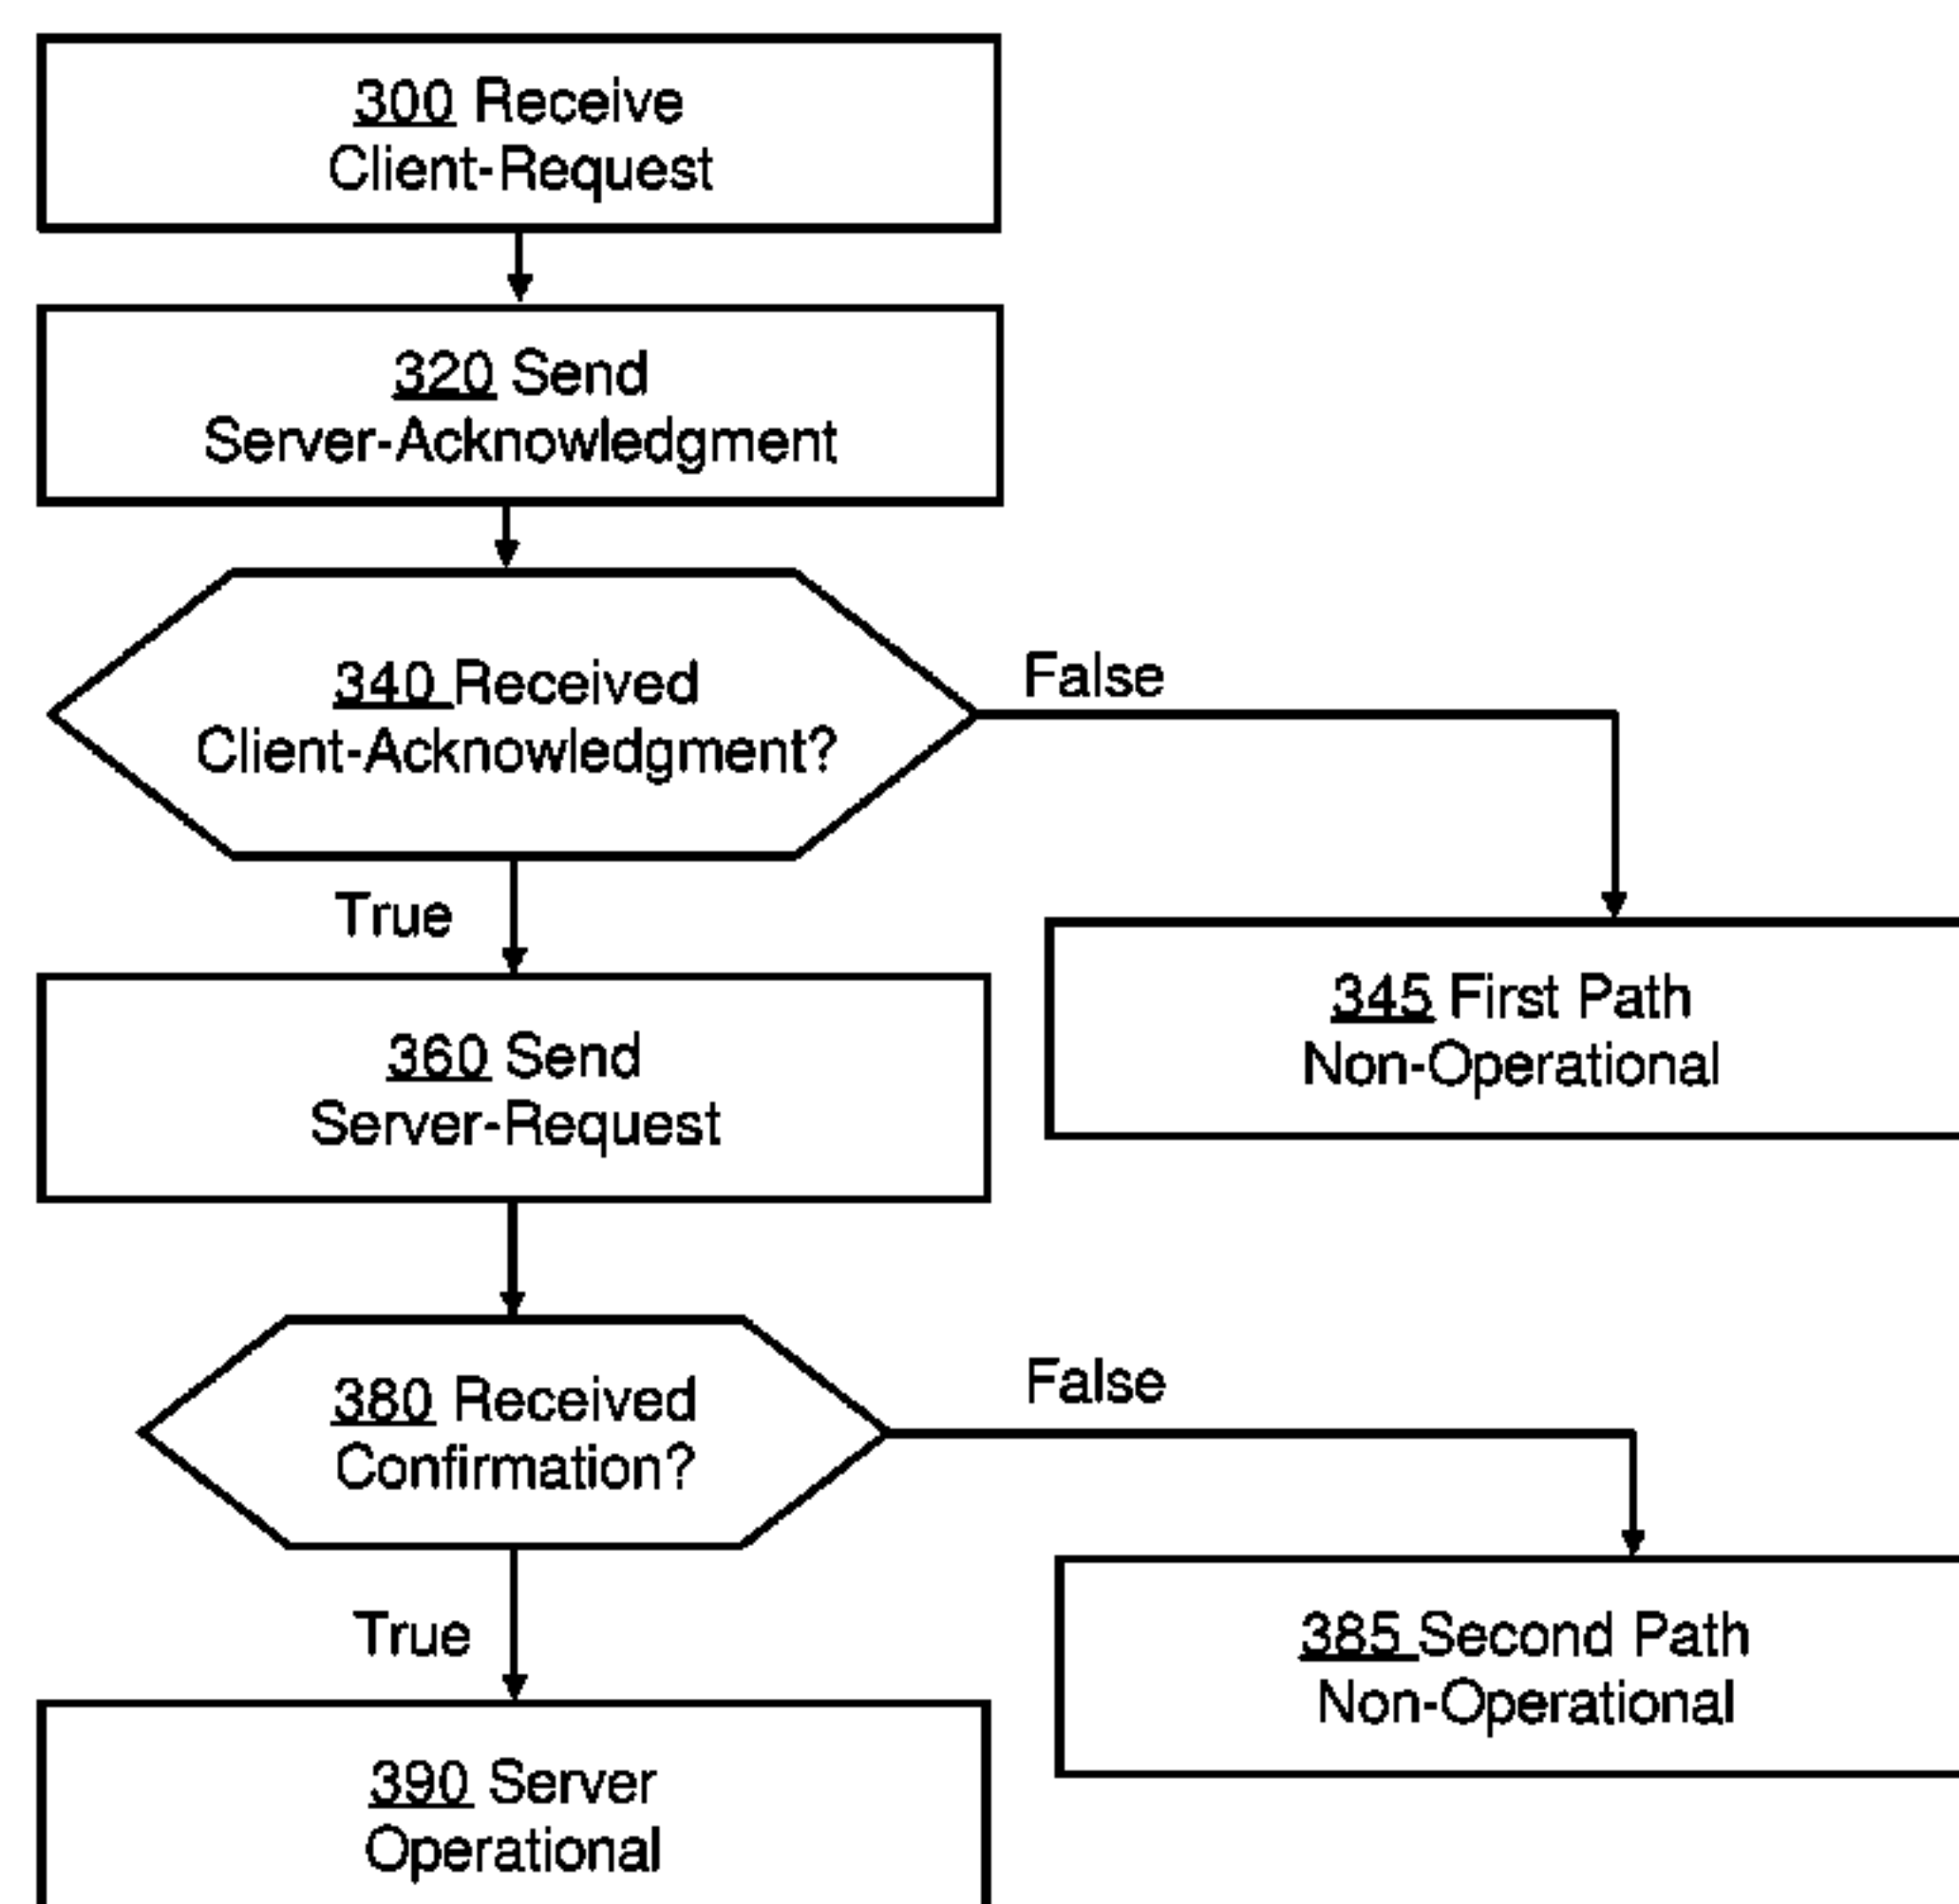 300 Receive
Client-Request
320 Send
Server-Acknowledgment
340 Received
Client-Acknowledgment?
False
True
345 First Path
Non-Operational
360 Send
Server-Request
380 Received
Confirmation?
False
True
385 Second Path
Non-Operational
390 Server
Operational